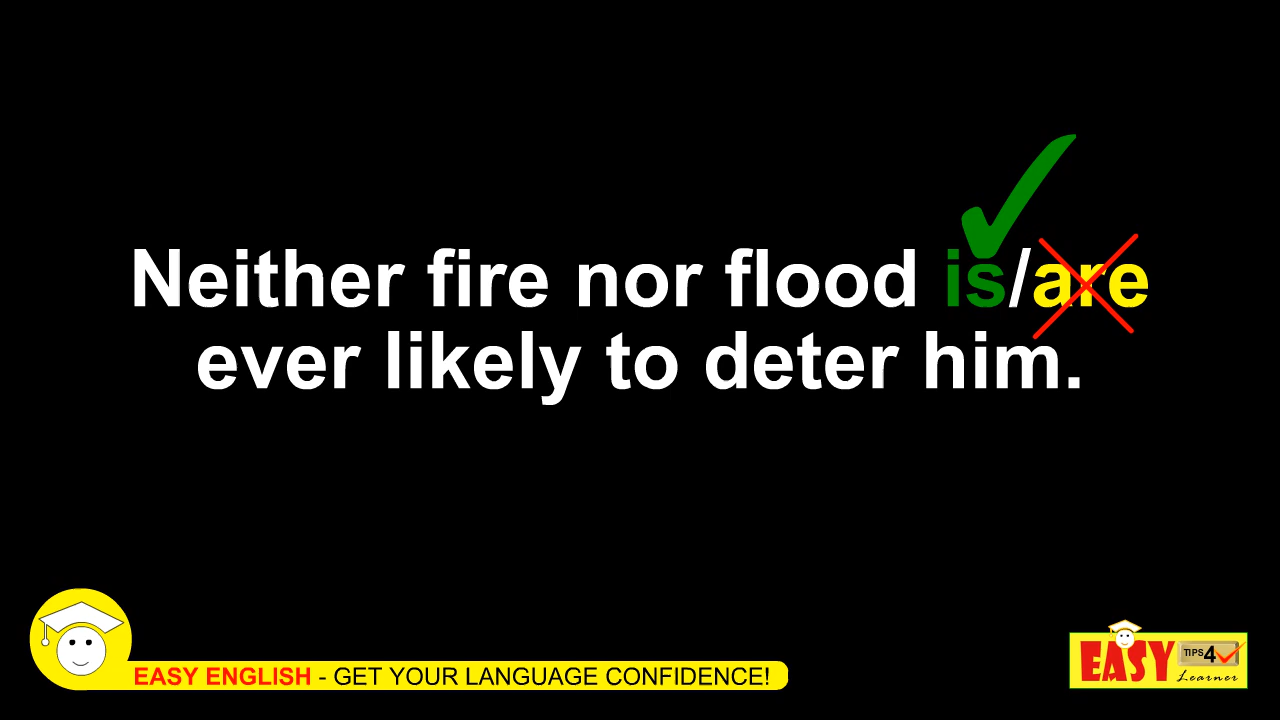 Neither fire nor flood is/are
ever likely to deter him.
EASY ENGLISH - GET YOUR LANGUAGE CONFIDENCE!
EASY TIPS4
Learner